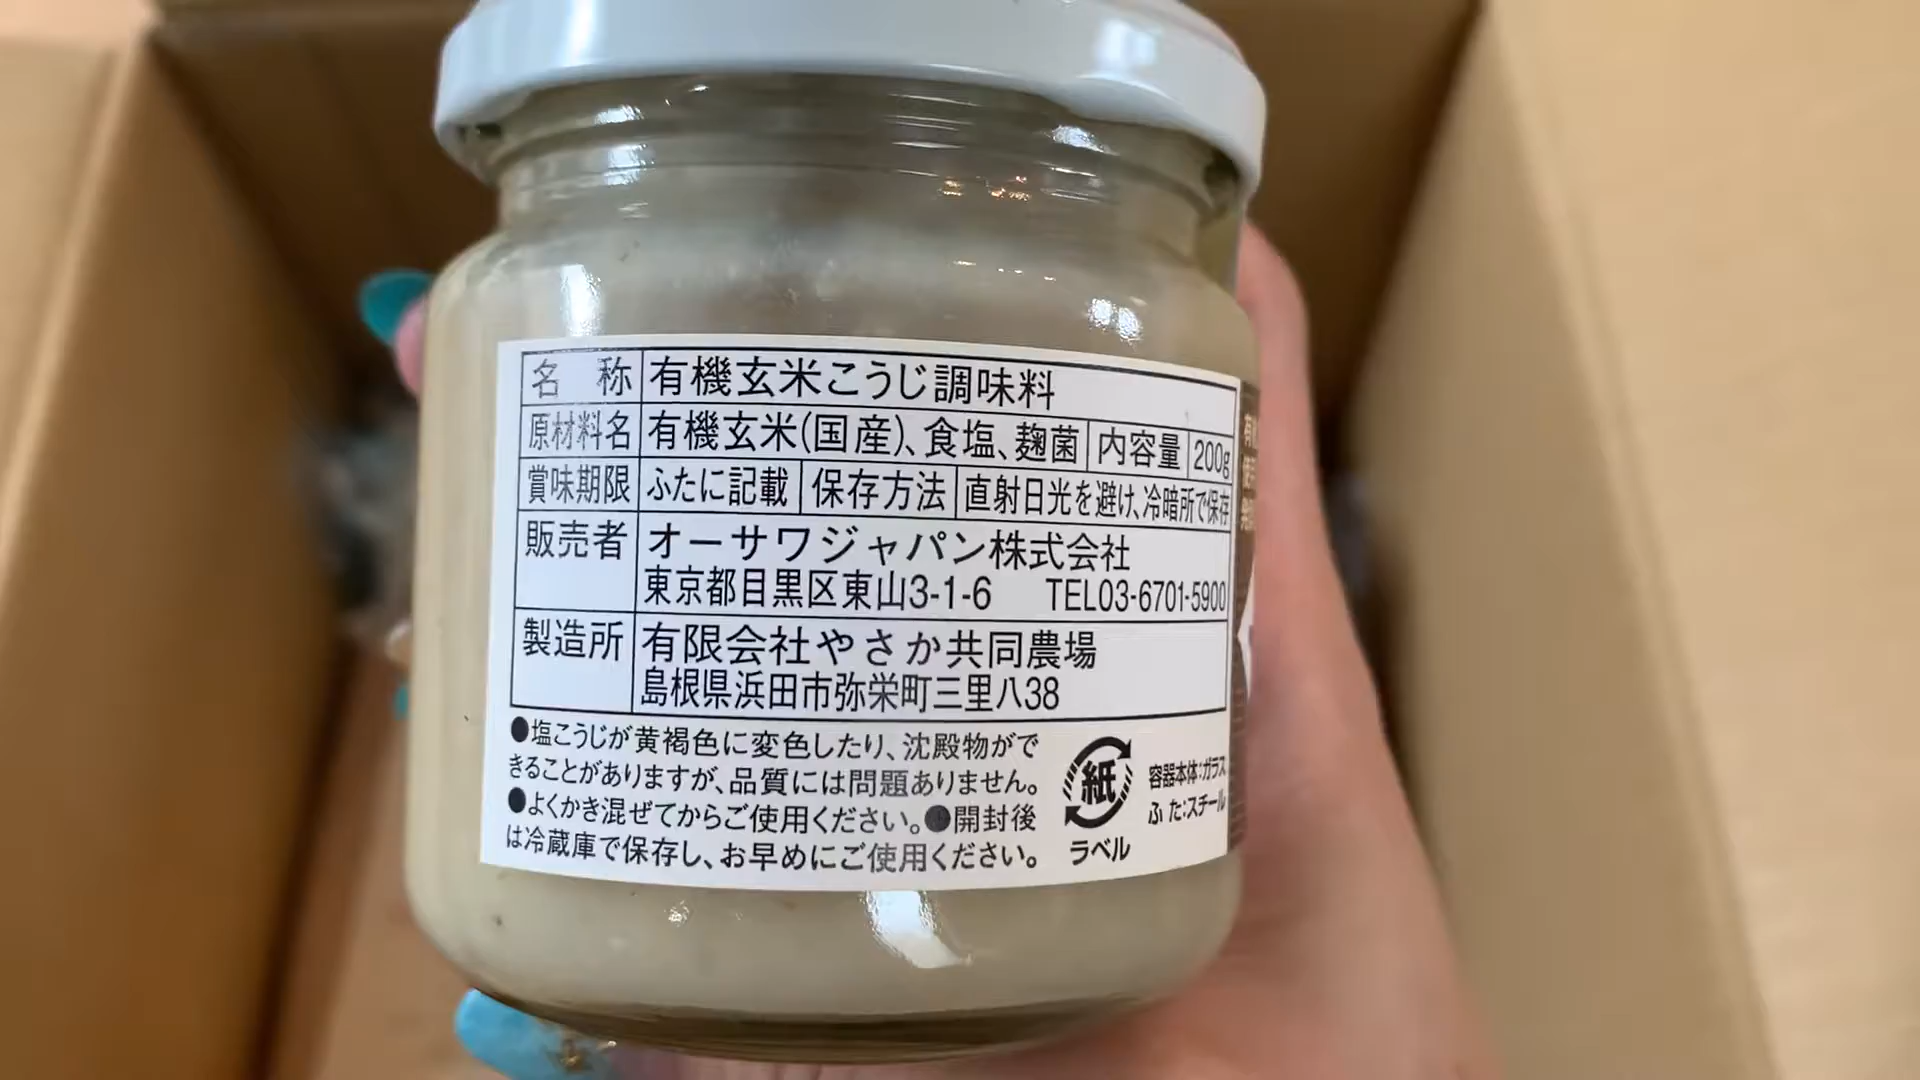 名 称 有機玄米こうじ調味料
原材料名 有機玄米(国産)、食塩、麹菌 内容量 200g
賞味期限 ふたに記載 保存方法 直射日光を避け、冷暗所で保存
販売者 オーサワジャパン株式会社
東京都目黒区東山3-1-6 TEL03-6701-5900
製造所 有限会社やさか共同農場
島根県浜田市弥栄町三里ハ38
●塩こうじが黄褐色に変色したり、沈殿物がで
きることがありますが、品質には問題ありません。
●よくかき混ぜてからご使用ください。●開封後
は冷蔵庫で保存し、お早めにご使用ください。
紙
ラベル
容器本体:ガラス
ふた:スチール